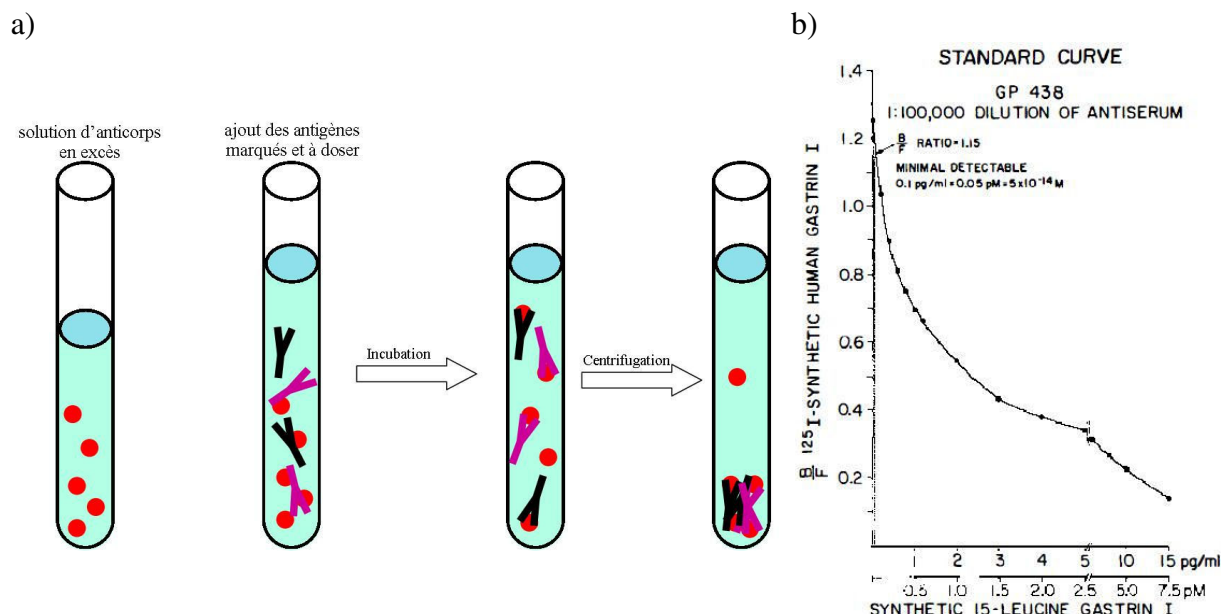 a)
solution d'anticorps
en excès
ajout des antigènes
marqués et à doser
Incubation
Centrifugation
b)
STANDARD CURVE
GP 438
1:100,000 DILUTION OF ANTISERUM
B/F RATIO=1.15
MINIMAL DETECTABLE
0.1 pg/ml=0.05 pM=5x10⁻¹⁴M
B/F ¹²⁵I-SYNTHETIC HUMAN GASTRIN I
1.4
1.2
1.0
0.8
0.6
0.4
0.2
1 2 3 4 5 10 15 pg/ml
0.5 1.0 1.5 2.0 2.5 5.0 7.5 pM
SYNTHETIC 15-LEUCINE GASTRIN I